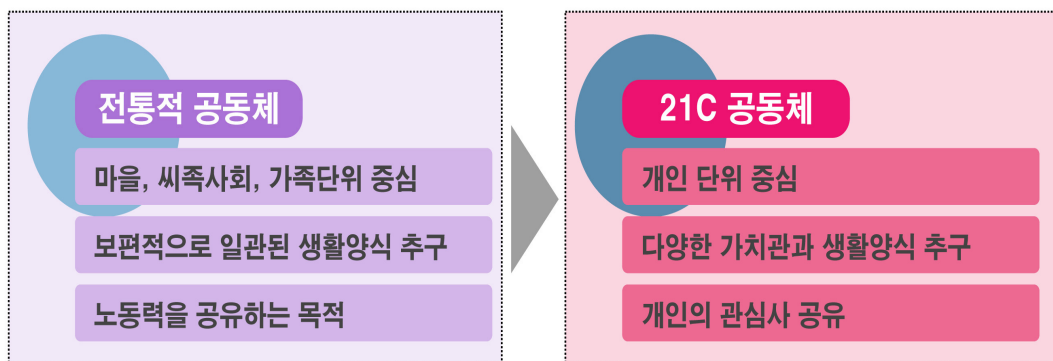 전통적 공동체
마을, 씨족사회, 가족단위 중심
보편적으로 일관된 생활양식 추구
노동력을 공유하는 목적
21C 공동체
개인 단위 중심
다양한 가치관과 생활양식 추구
개인의 관심사 공유